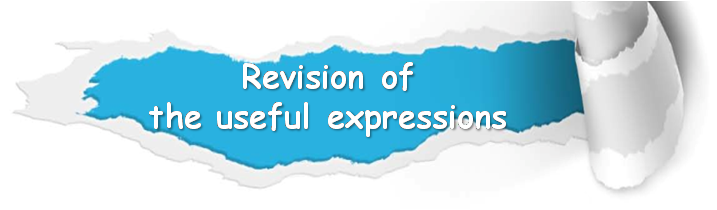 Revision of
the useful expressions